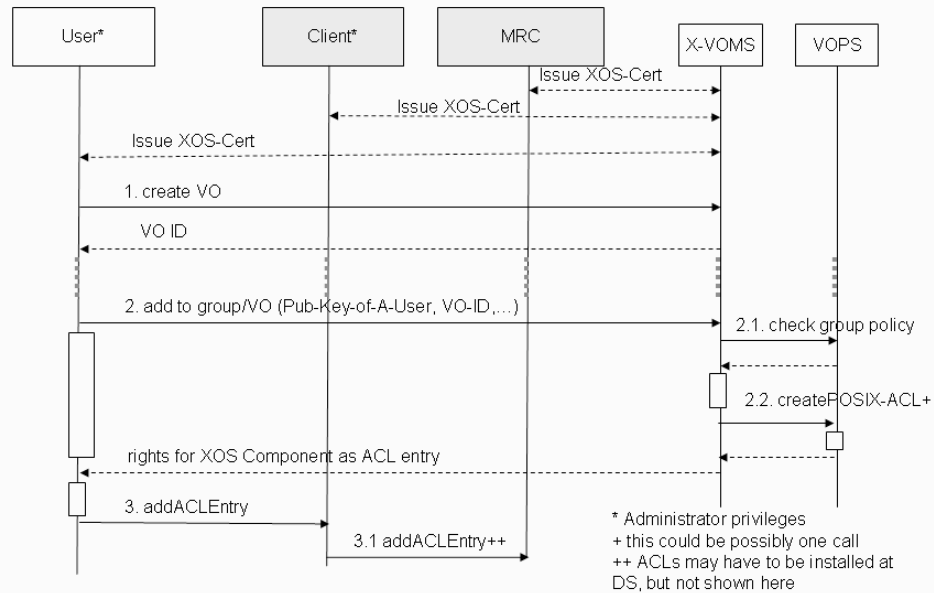 User*
Client*
MRC
X-VOMS
VOPS
Issue XOS-Cert
Issue XOS-Cert
Issue XOS-Cert
1. create VO
VO ID
2. add to group/VO (Pub-Key-of-A-User, VO-ID,...)
2.1. check group policy
2.2. createPOSIX-ACL+
rights for XOS Component as ACL entry
3. addACLEntry
3.1 addACLEntry++
* Administrator privileges
+ this could be possibly one call
++ ACLs may have to be installed at
DS, but not shown here